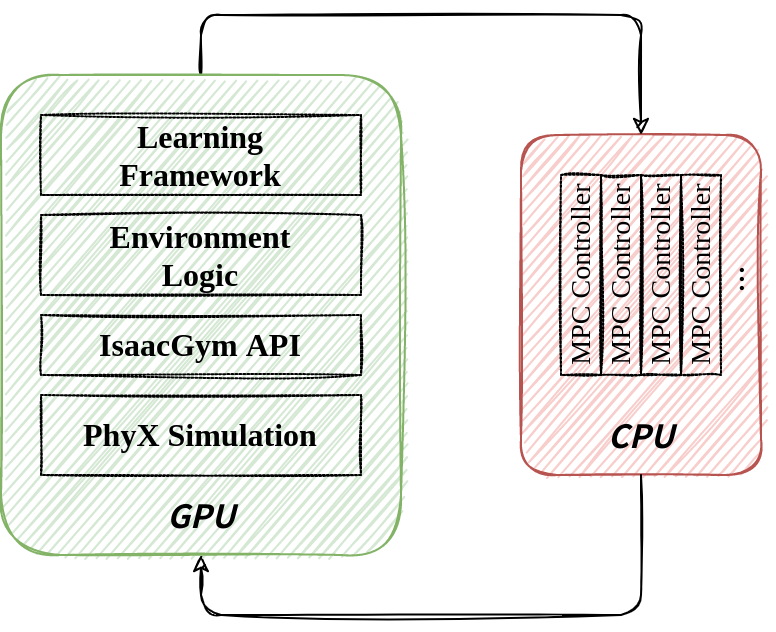 Learning
Framework
Environment
Logic
IsaacGym API
PhyX Simulation
GPU
MPC Controller
MPC Controller
MPC Controller
MPC Controller
...
CPU